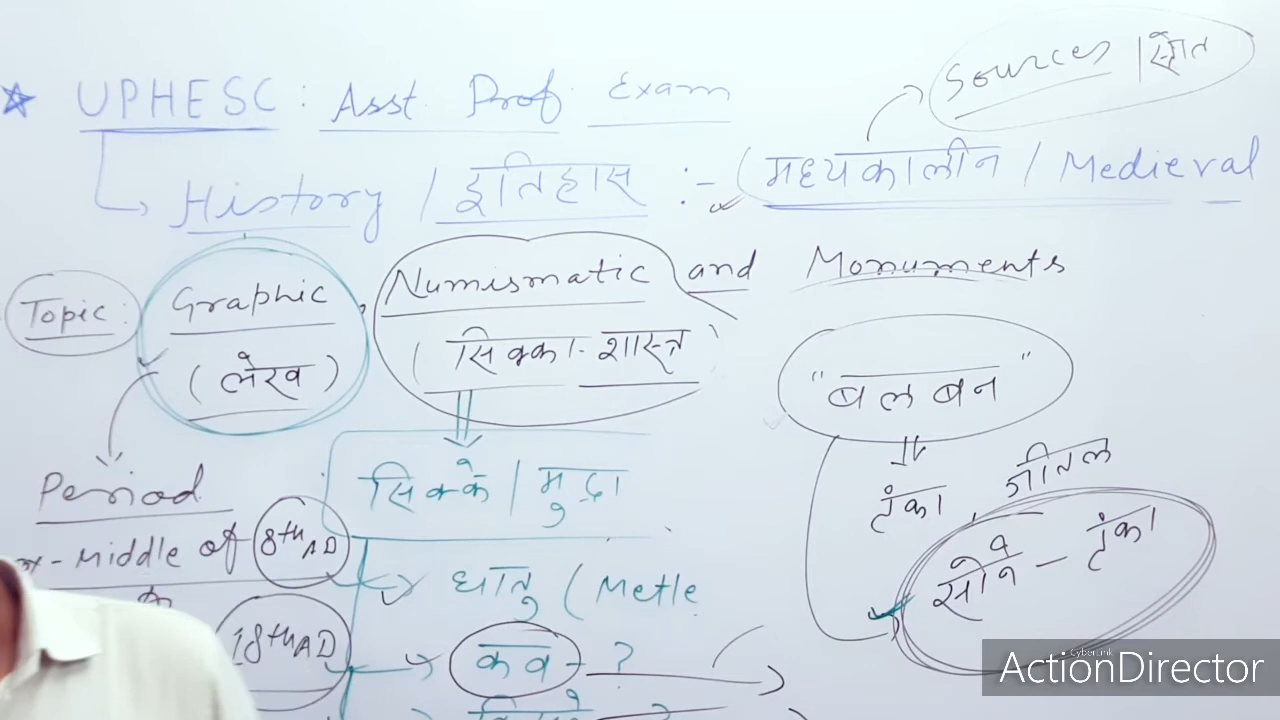 Sources / स्रोत
★ UPHESC : Asst. Prof. Exam
History / इतिहास :- ( मध्यकालीन / Medieval
Topic : Graphic , Numismatic and Monuments
( लेख ) ( सिक्का-शास्त्र )
"बलबन"
Period सिक्के / मुद्रा टंका , जीतल
Middle of 8th AD सोने - टंका
धातु ( Metle
18th AD कब - ?
CyberLink
ActionDirector